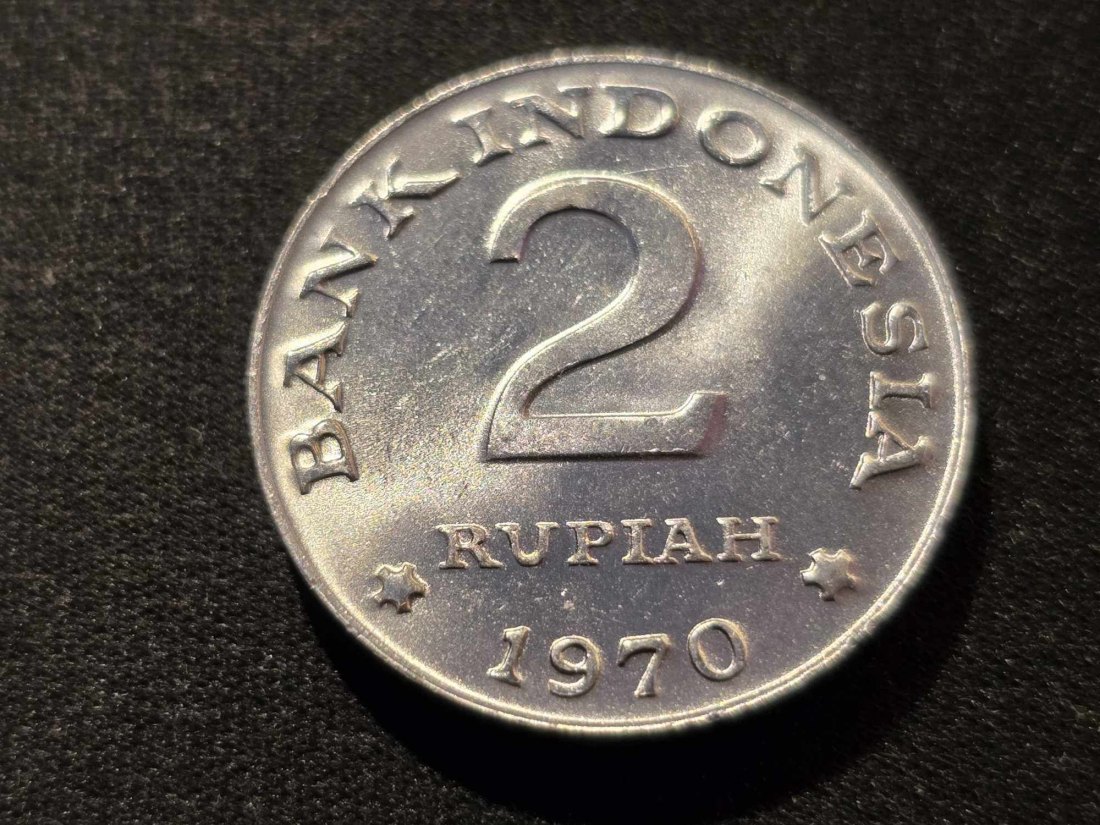 BANK INDONESIA
2
RUPIAH
1970